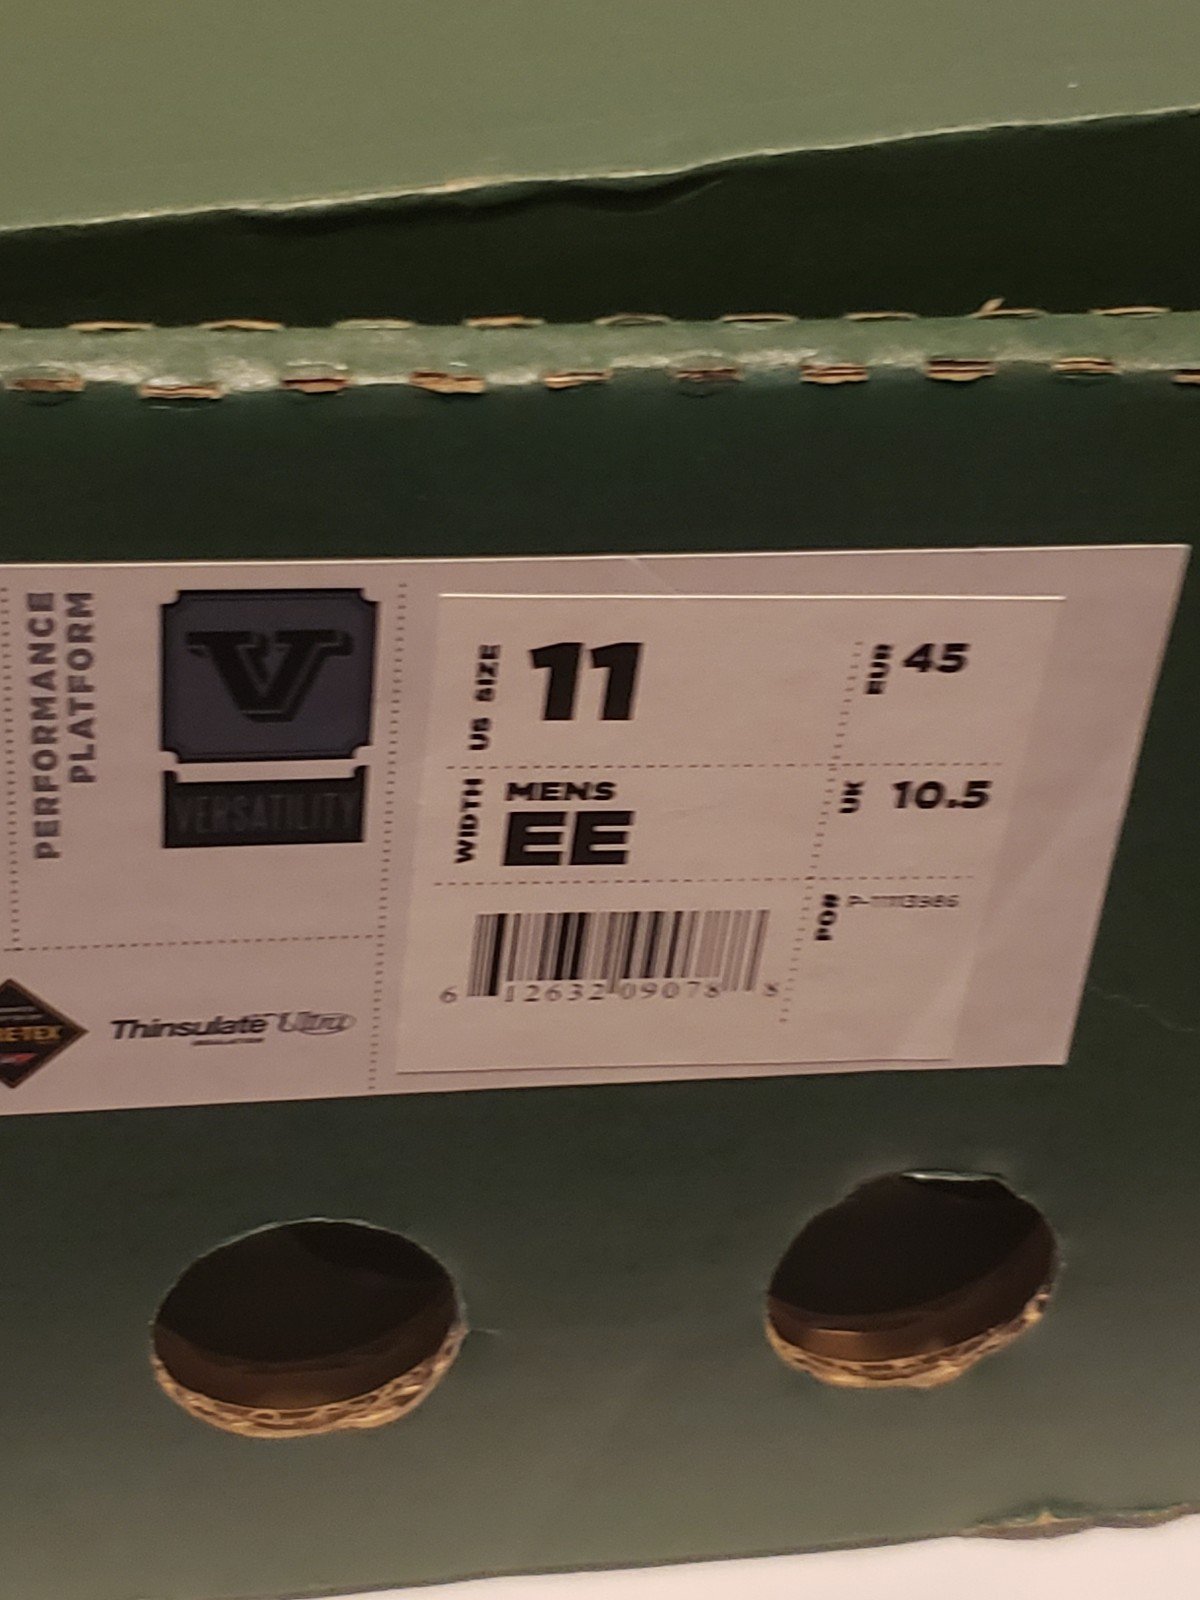 PERFORMANCE
PLATFORM
V
VERSATILITY
US SIZE 11
EUR 45
WIDTH MENS
EE
UK 10.5
PO#
6 12632 09078 8
Thinsulate Ultra
INSULATION